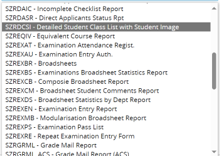 SZRDAIC - Incomplete Checklist Report
SZRDASR - Direct Applicants Status Rpt
SZRDCSI - Detailed Student Class List with Student Image
SZREQIV - Equivalent Course Report
SZREXAT - Examination Attendance Regist.
SZREXAU - Examination Entry Auth.
SZREXBR - Broadsheets
SZREXBS - Examinations Broadsheet Statistics Report
SZREXCB - Composite Broadsheet Report
SZREXCM - Broadsheet Student Comments Report
SZREXDS - Broadsheet Statistics by Dept Report
SZREXEN - Examination Entry Report
SZREXMB - Modularisation Broadsheet Report
SZREXPS - Examination Pass List
SZREXRE - Repeat Examination Entry Form
SZRGRML - Grade Mail Report
SZRGRML_ACS - Grade Mail Report (ACS)